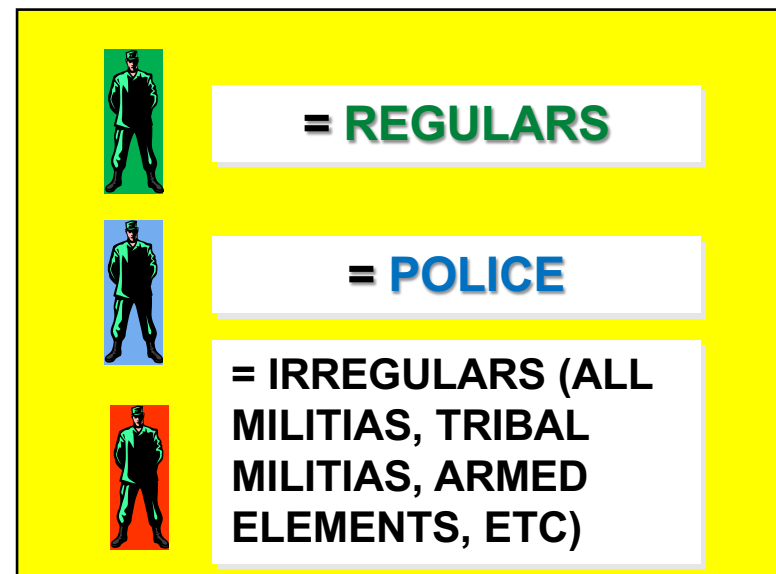 = REGULARS
= POLICE
= IRREGULARS (ALL
MILITIAS, TRIBAL
MILITIAS, ARMED
ELEMENTS, ETC)